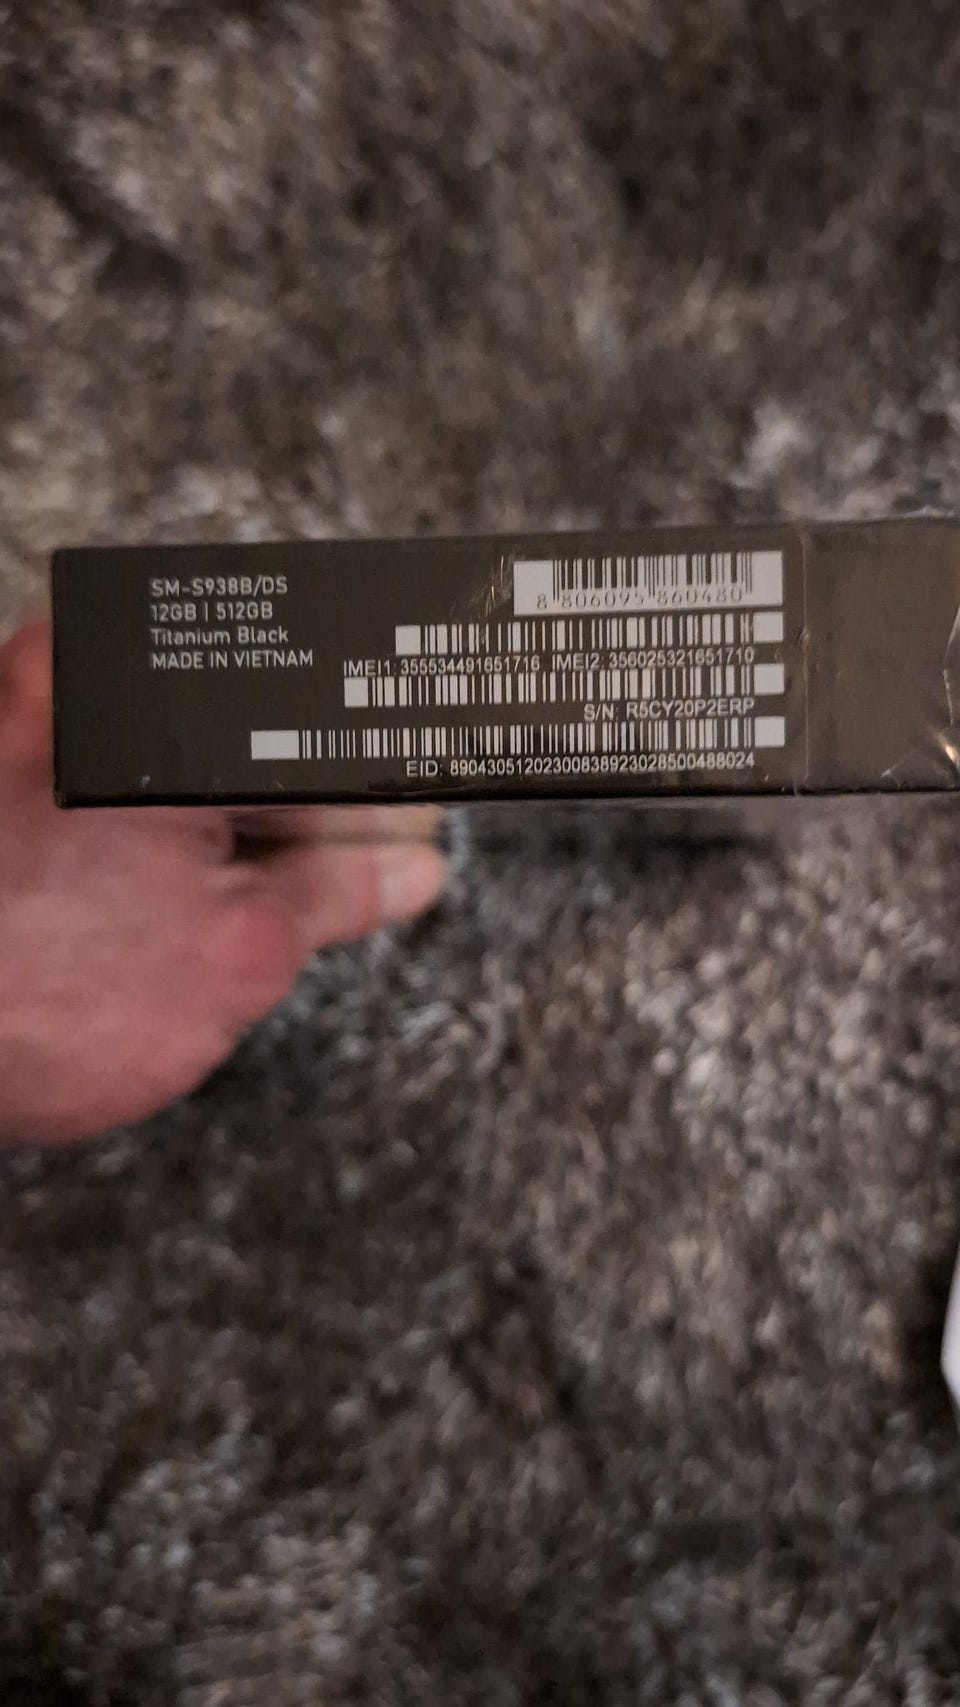 SM-S938B/DS
12GB | 512GB
Titanium Black
MADE IN VIETNAM
8 806095 860480
IMEI1: 355534491651716 IMEI2: 356025321651710
S/N: R5CY20P2ERP
EID: 89043051202300838923028500488024